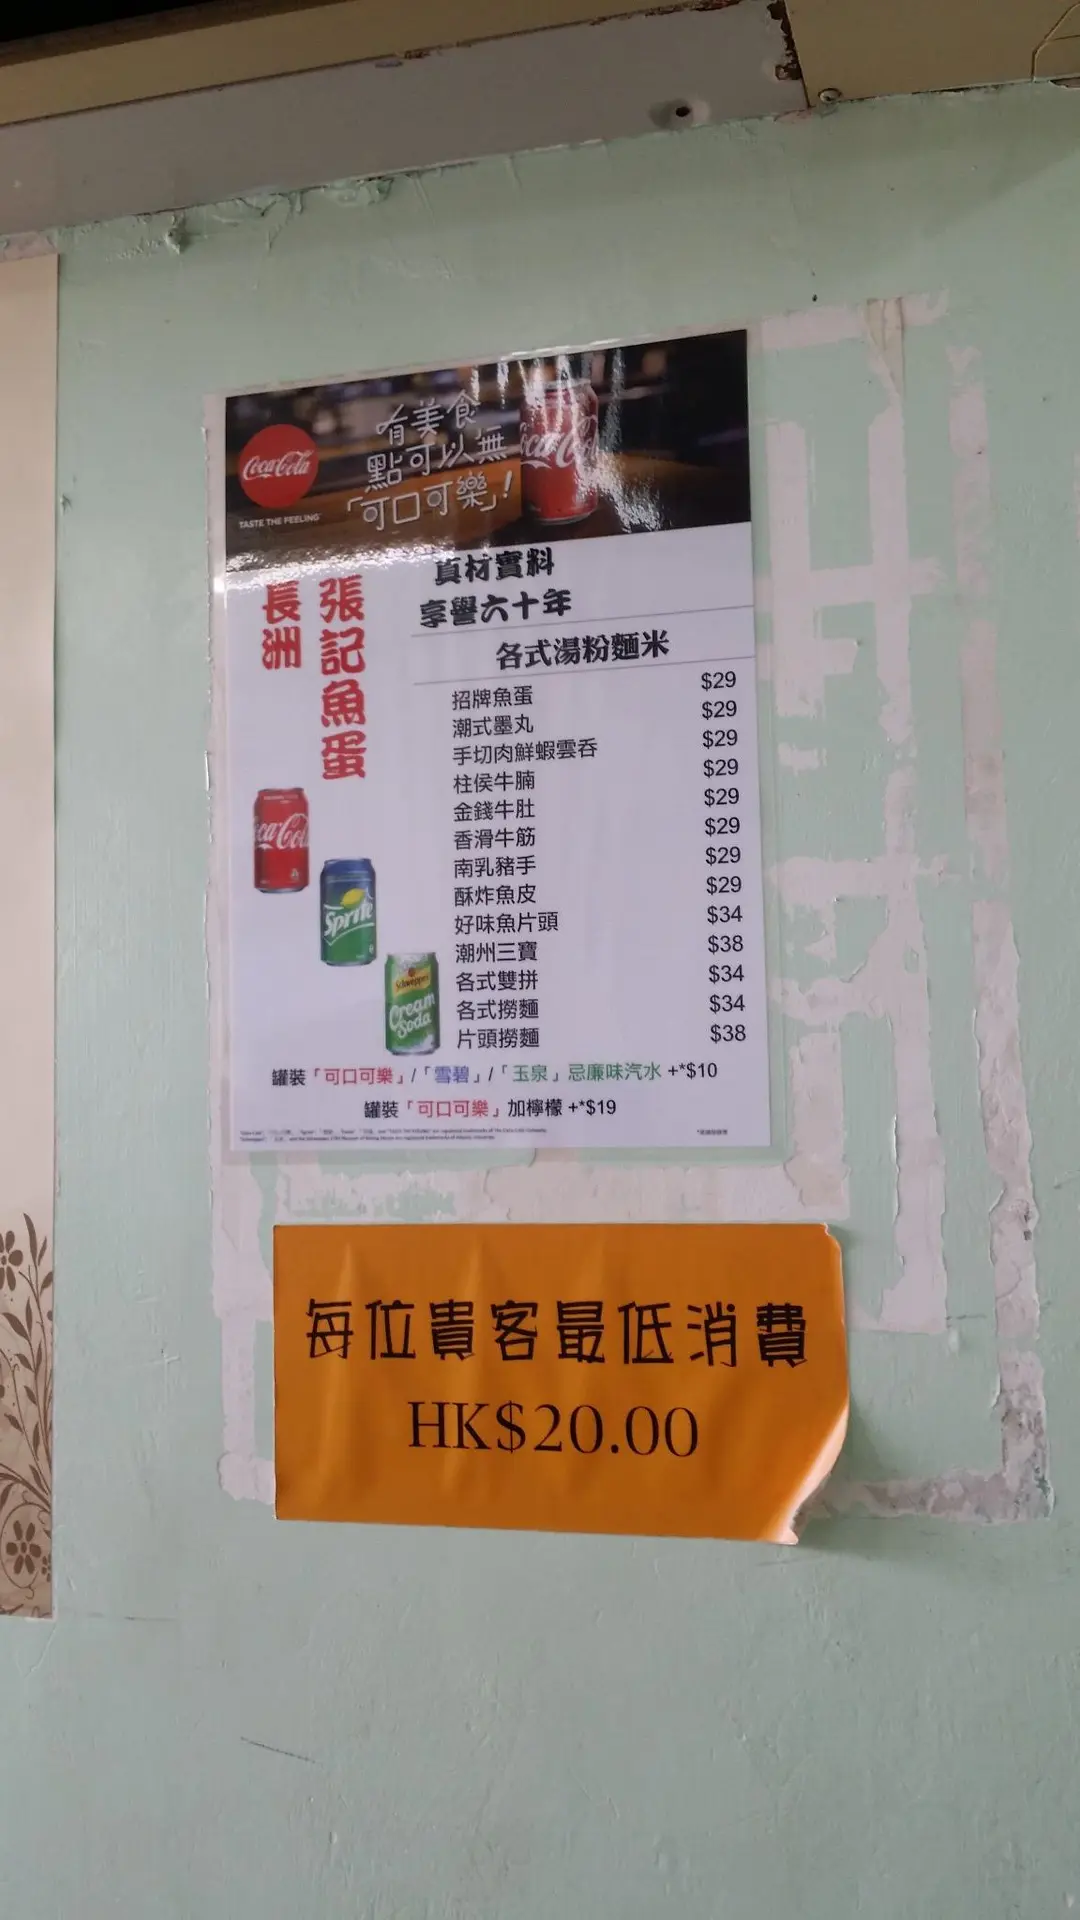 有美食
點可以無
「可口可樂」!
Coca-Cola
TASTE THE FEELING
Coca-Cola
真材實料
享譽六十年
長洲
張記魚蛋
各式湯粉麵米
招牌魚蛋 $29
潮式墨丸 $29
手切肉鮮蝦雲吞 $29
柱侯牛腩 $29
金錢牛肚 $29
香滑牛筋 $29
南乳豬手 $29
酥炸魚皮 $29
好味魚片頭 $34
潮州三寶 $38
各式雙拼 $34
各式撈麵 $34
片頭撈麵 $38
Coca-Cola
Sprite
Schweppes
Cream
Soda
罐裝「可口可樂」/「雪碧」/「玉泉」忌廉味汽水 +*$10
罐裝「可口可樂」加檸檬 +*$19
每位貴客最低消費
HK$20.00